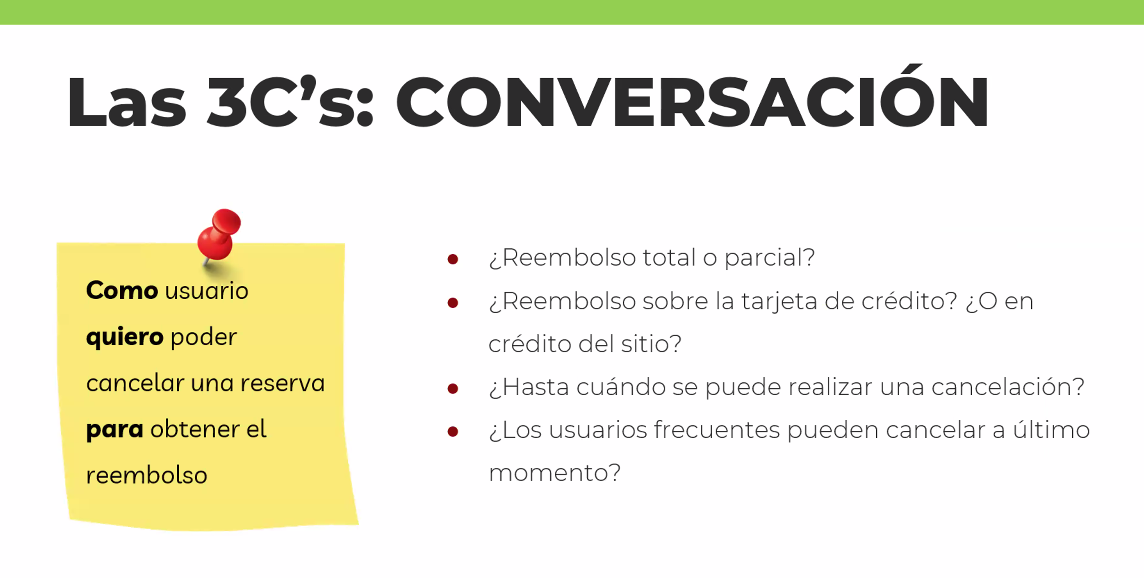 Las 3C’s: CONVERSACIÓN
Como usuario
quiero poder
cancelar una reserva
para obtener el
reembolso
● ¿Reembolso total o parcial?
● ¿Reembolso sobre la tarjeta de crédito? ¿O en
crédito del sitio?
● ¿Hasta cuándo se puede realizar una cancelación?
● ¿Los usuarios frecuentes pueden cancelar a último
momento?